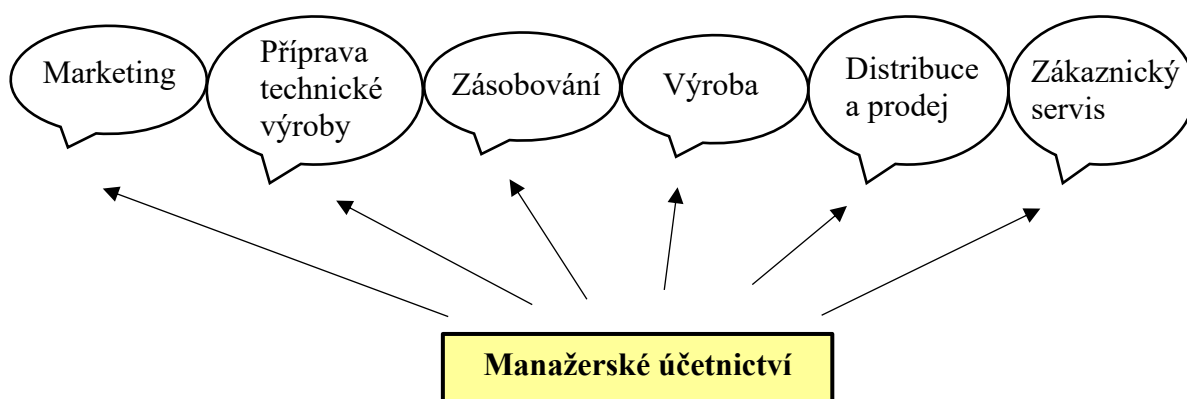 Marketing
Příprava
technické
výroby
Zásobování
Výroba
Distribuce
a prodej
Zákaznický
servis
Manažerské účetnictví